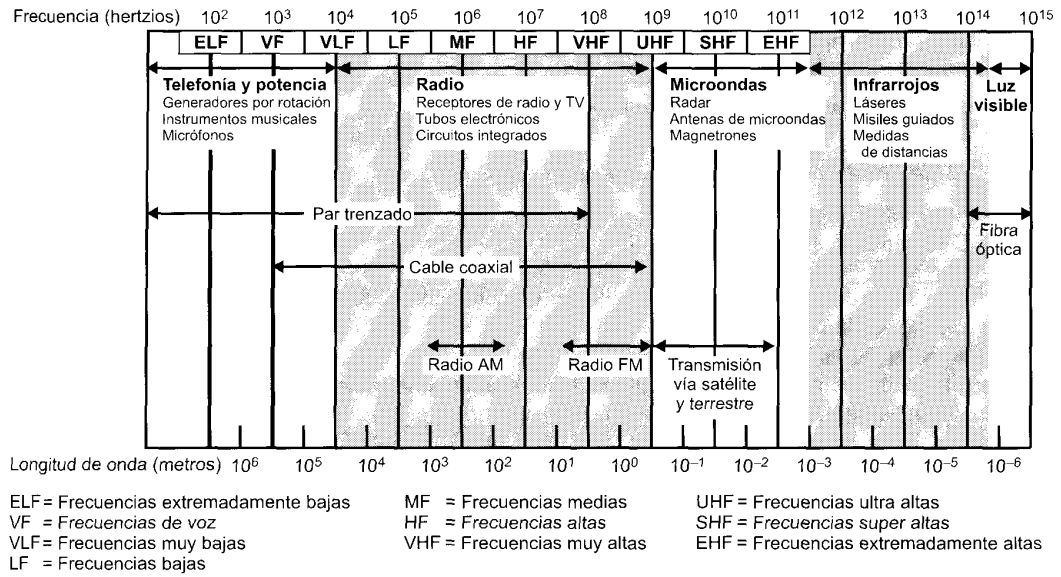 Frecuencia (hertzios) 10² 10³ 10⁴ 10⁵ 10⁶ 10⁷ 10⁸ 10⁹ 10¹⁰ 10¹¹ 10¹² 10¹³ 10¹⁴ 10¹⁵
ELF VF VLF LF MF HF VHF UHF SHF EHF
Telefonía y potencia
Generadores por rotación
Instrumentos musicales
Micrófonos
Radio
Receptores de radio y TV
Tubos electrónicos
Circuitos integrados
Microondas
Radar
Antenas de microondas
Magnetrones
Infrarrojos
Láseres
Misiles guiados
Medidas
de distancias
Luz
visible
Par trenzado
Fibra
óptica
Cable coaxial
Radio AM
Radio FM
Transmisión
vía satélite
y terrestre
Longitud de onda (metros) 10⁶ 10⁵ 10⁴ 10³ 10² 10¹ 10⁰ 10⁻¹ 10⁻² 10⁻³ 10⁻⁴ 10⁻⁵ 10⁻⁶
ELF = Frecuencias extremadamente bajas
VF = Frecuencias de voz
VLF = Frecuencias muy bajas
LF = Frecuencias bajas
MF = Frecuencias medias
HF = Frecuencias altas
VHF = Frecuencias muy altas
UHF = Frecuencias ultra altas
SHF = Frecuencias super altas
EHF = Frecuencias extremadamente altas